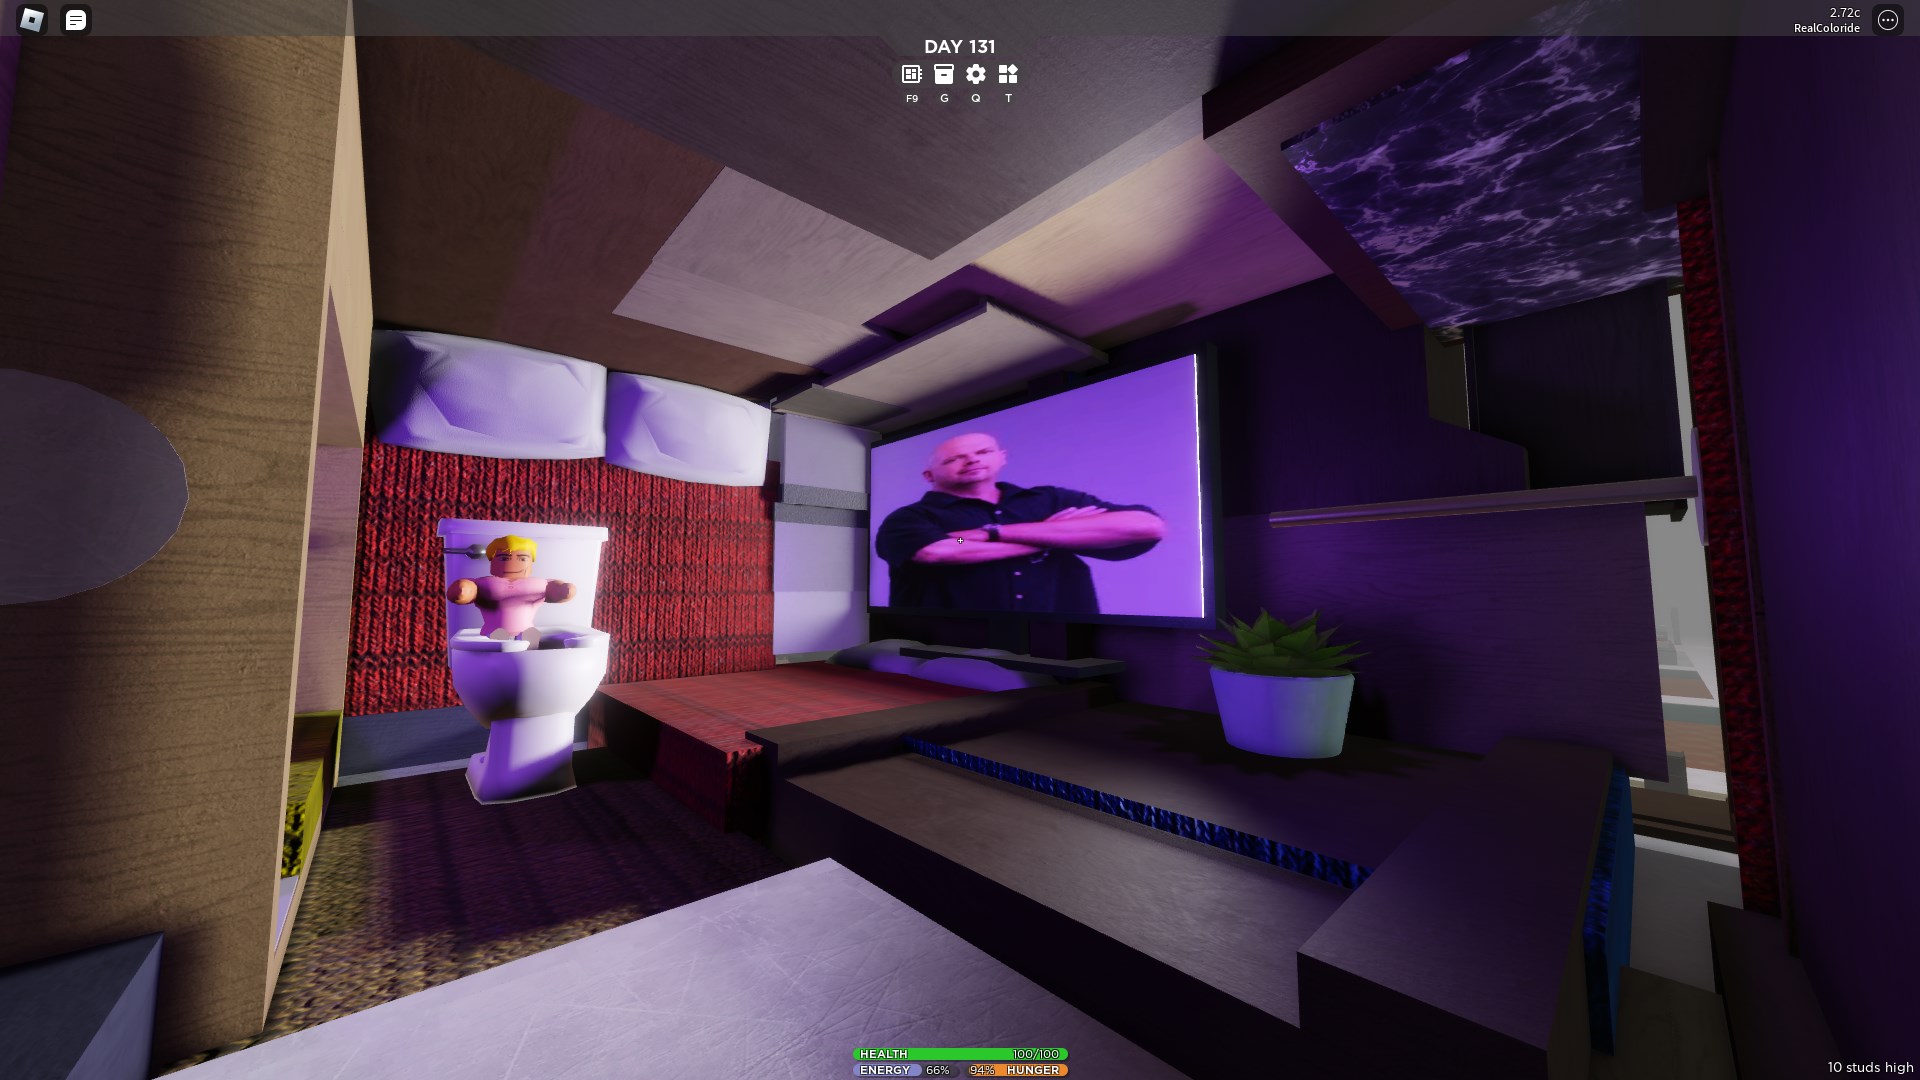 2.72c
RealColoride
DAY 131
F9 G Q T
HEALTH 100/100
ENERGY 66% 94% HUNGER
10 studs high